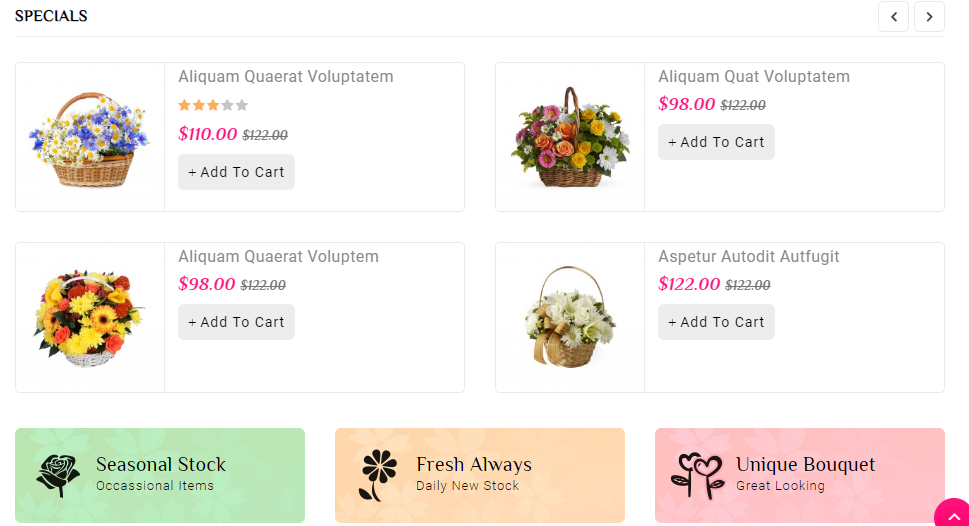 SPECIALS
Aliquam Quaerat Voluptatem
$110.00 $122.00
+ Add To Cart
Aliquam Quat Voluptatem
$98.00 $122.00
+ Add To Cart
Aliquam Quaerat Voluptem
$98.00 $122.00
+ Add To Cart
Aspetur Autodit Autfugit
$122.00 $122.00
+ Add To Cart
Seasonal Stock
Occassional Items
Fresh Always
Daily New Stock
Unique Bouquet
Great Looking